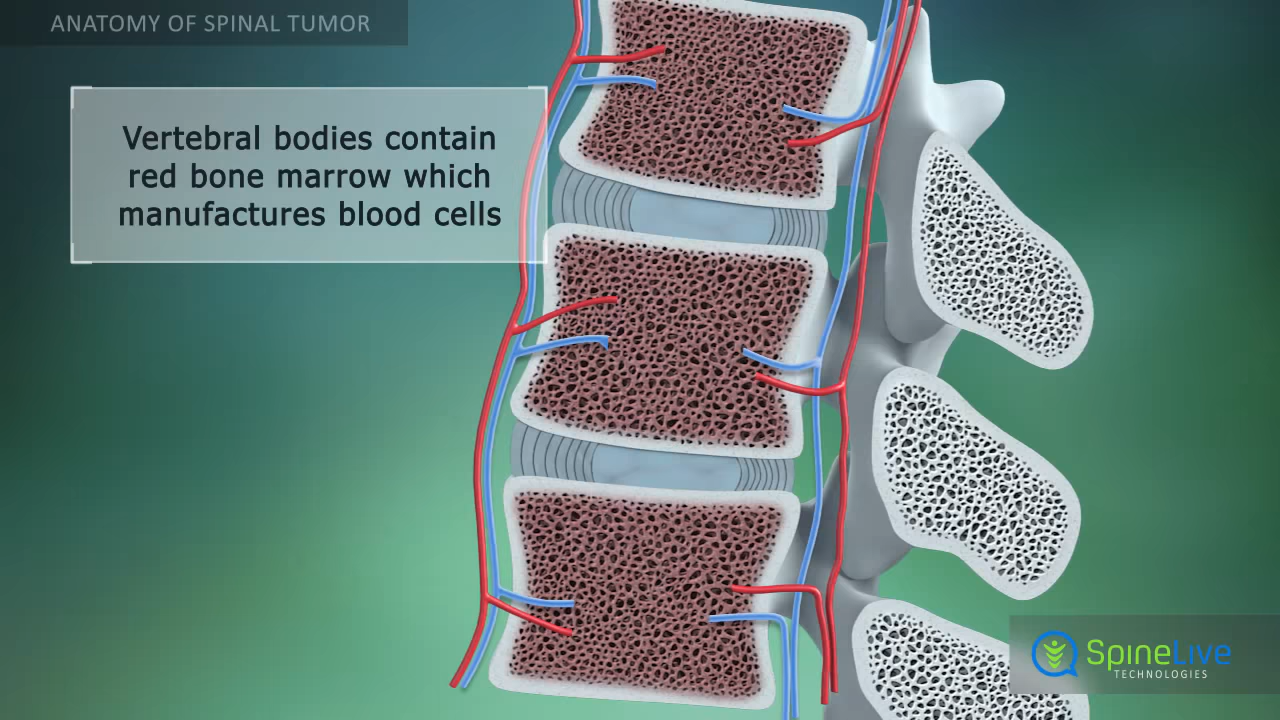 ANATOMY OF SPINAL TUMOR
Vertebral bodies contain
red bone marrow which
manufactures blood cells
SpineLive
TECHNOLOGIES